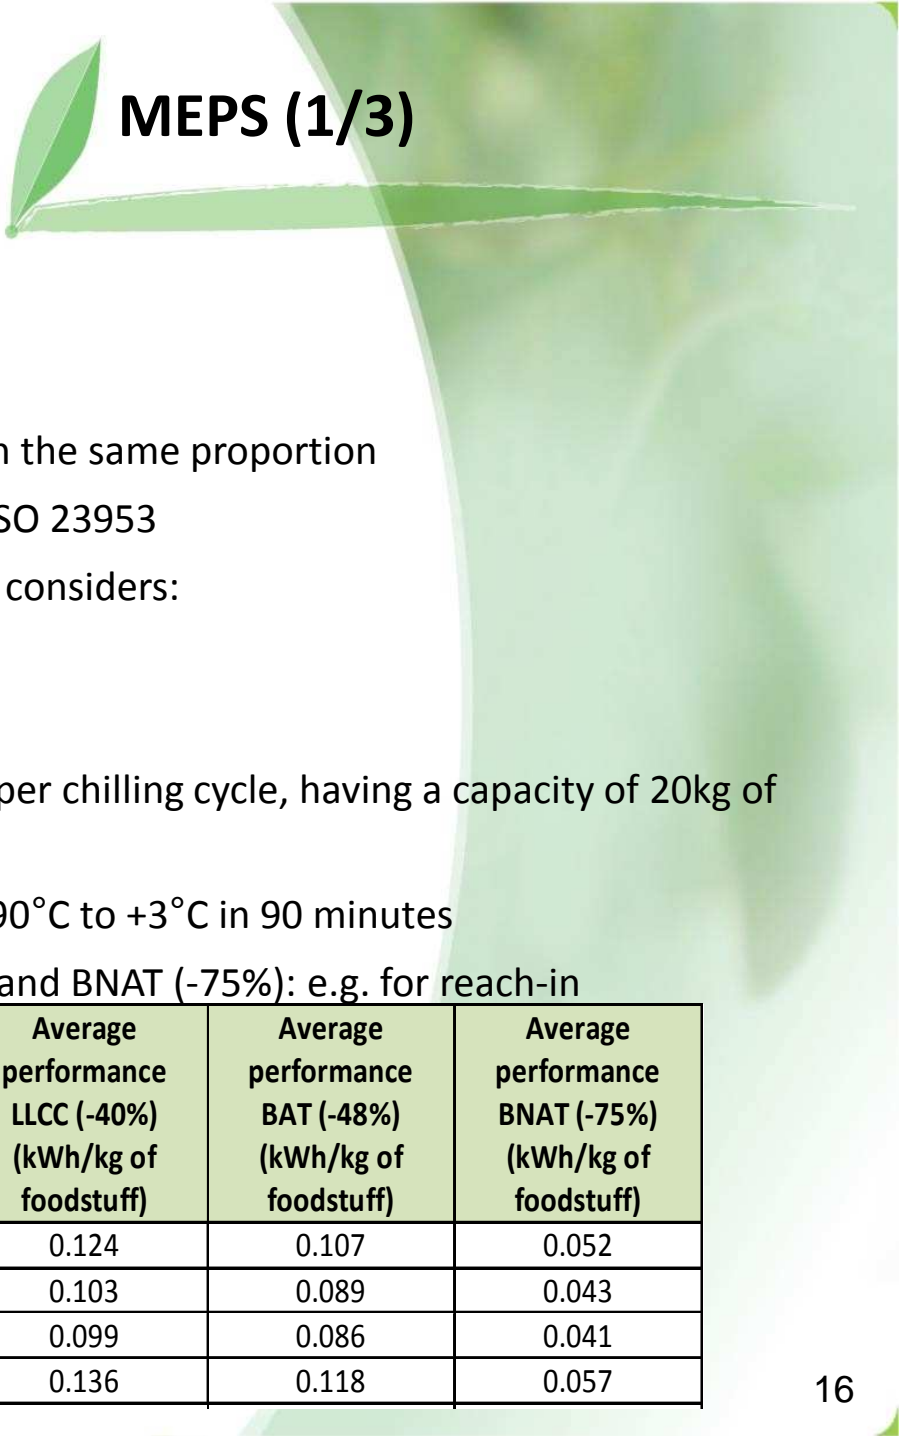 MEPS (1/3)
the same proportion
SO 23953
considers:
per chilling cycle, having a capacity of 20kg of
90°C to +3°C in 90 minutes
and BNAT (-75%): e.g. for reach-in
Average performance LLCC (-40%) (kWh/kg of foodstuff) Average performance BAT (-48%) (kWh/kg of foodstuff) Average performance BNAT (-75%) (kWh/kg of foodstuff)
0.124 0.107 0.052
0.103 0.089 0.043
0.099 0.086 0.041
0.136 0.118 0.057
16